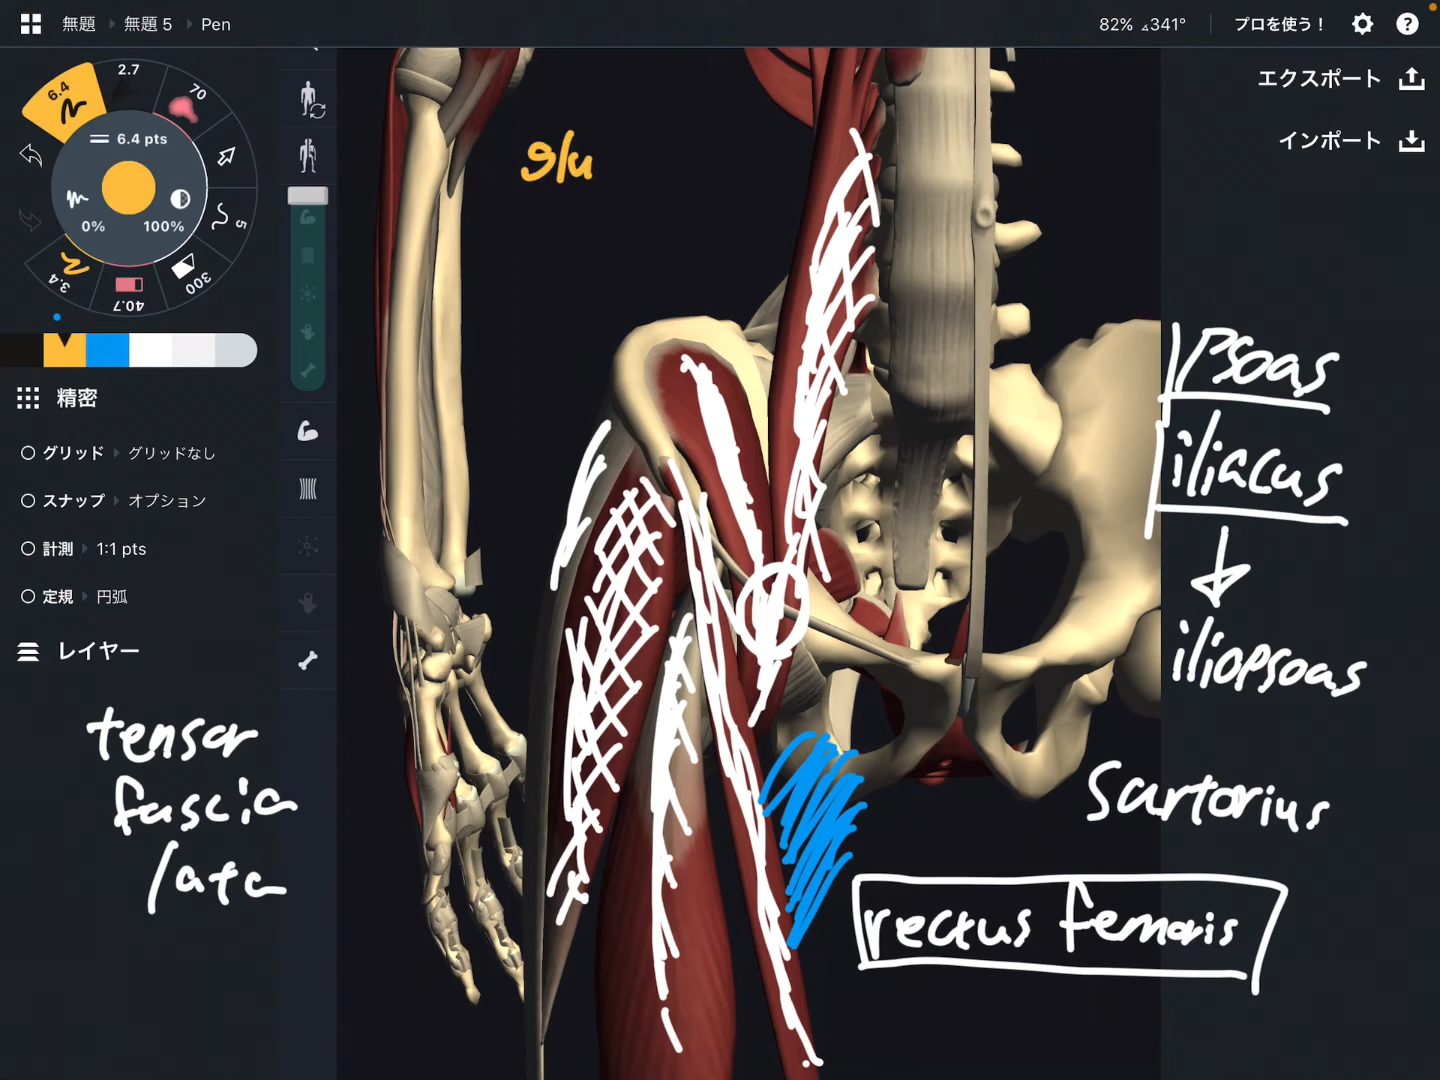 無題 無題 5 Pen
82% ⊿341°
プロを使う!
エクスポート
インポート
2.7
6.4
70
6.4 pts
0% 100%
5
3.4
40.7
300
精密
グリッド グリッドなし
スナップ オプション
計測 1:1 pts
定規 円弧
レイヤー
glu
psoas
iliacus
iliopsoas
Sartorius
rectus femoris
tensor
fascia
lata